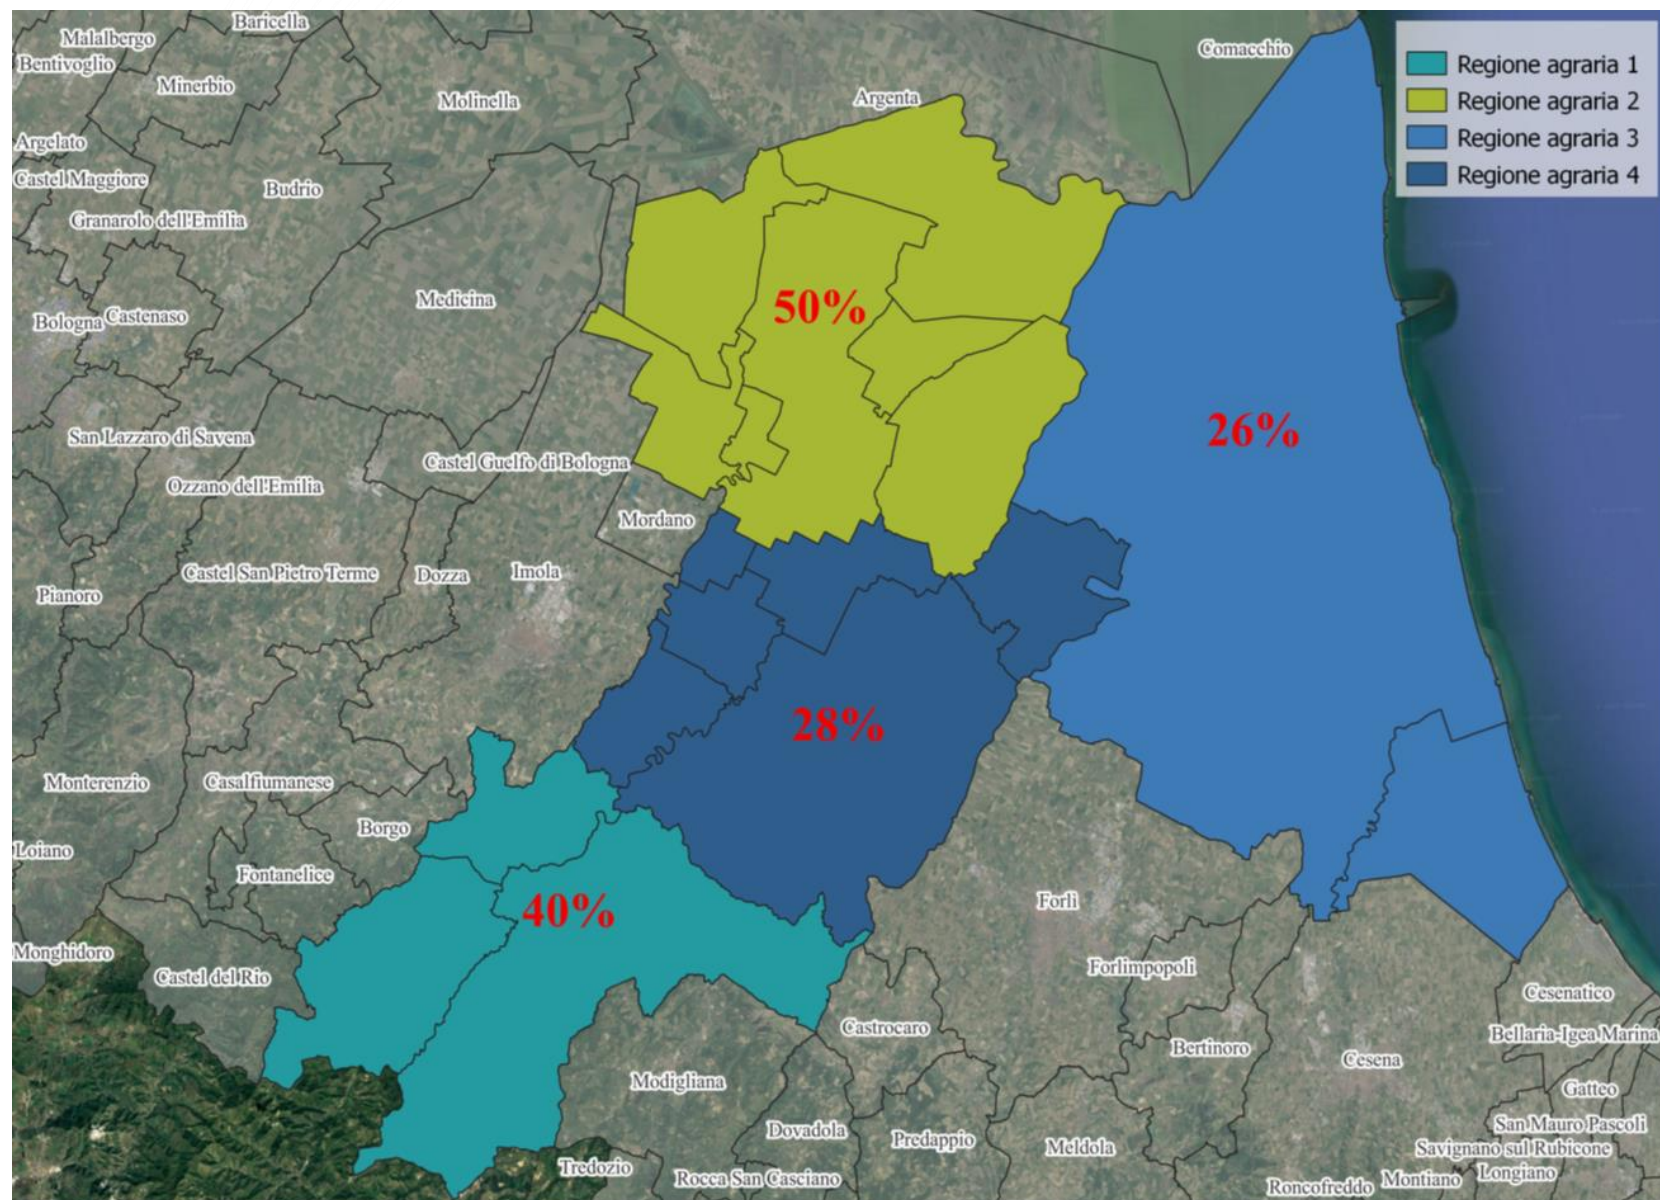 Baricella
Malalbergo
Bentivoglio
Minerbio
Molinella
Argenta
Comacchio
Regione agraria 1
Regione agraria 2
Regione agraria 3
Regione agraria 4
Argelato
Castel Maggiore
Budrio
Granarolo dell'Emilia
Medicina
Bologna
Castenaso
50%
26%
San Lazzaro di Savena
Castel Guelfo di Bologna
Ozzano dell'Emilia
Mordano
Castel San Pietro Terme
Dozza
Imola
Pianoro
28%
Monterenzio
Casalfiumanese
Borgo
Loiano
Fontanelice
40%
Forlì
Monghidoro
Castel del Rio
Forlimpopoli
Cesenatico
Castrocaro
Bellaria-Igea Marina
Bertinoro
Cesena
Modigliana
Gatteo
San Mauro Pascoli
Dovadola
Predappio
Meldola
Savignano sul Rubicone
Tredozio
Rocca San Casciano
Montiano
Longiano
Roncofreddo